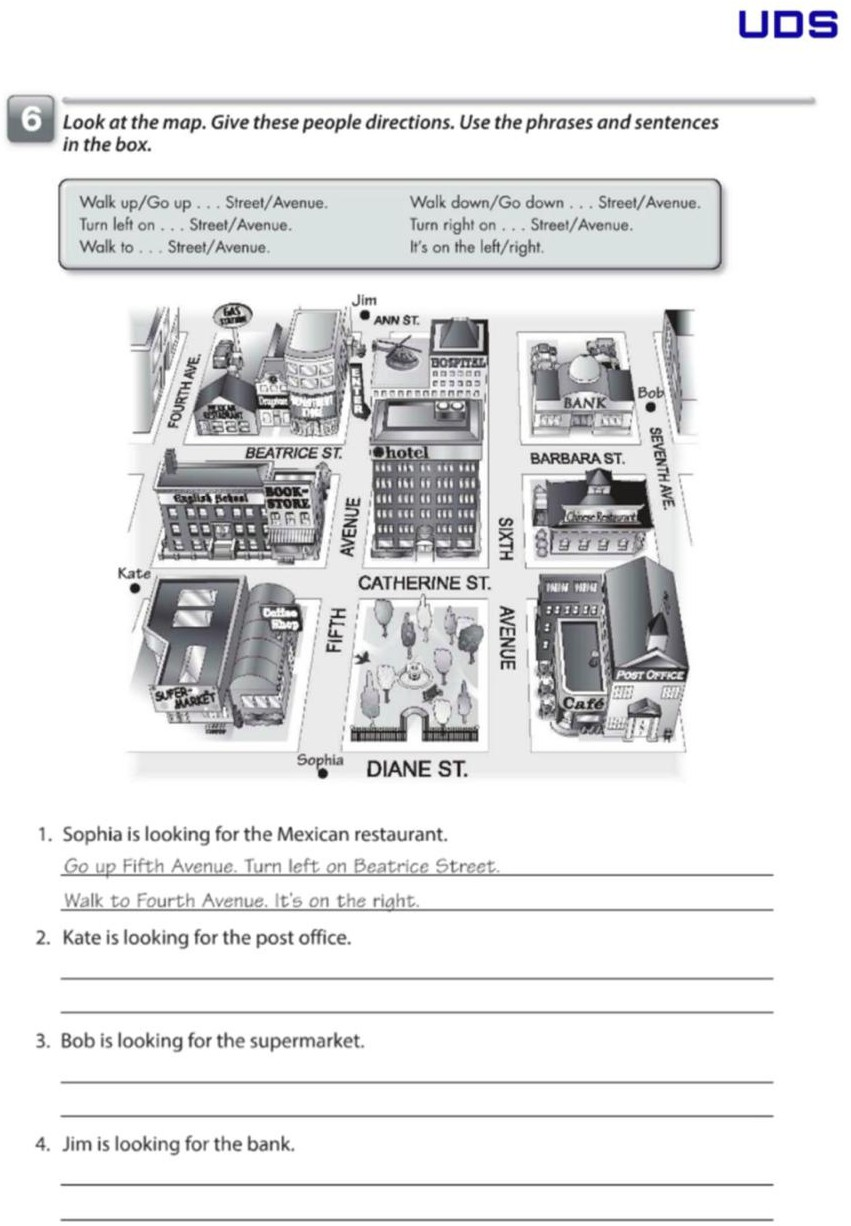 UDS
6
Look at the map. Give these people directions. Use the phrases and sentences
in the box.
Walk up/Go up . . . Street/Avenue.
Turn left on . . . Street/Avenue.
Walk to . . . Street/Avenue.
Walk down/Go down . . . Street/Avenue.
Turn right on . . . Street/Avenue.
It's on the left/right.
Jim
ANN ST.
GAS
STATION
HOSPITAL
FOURTH AVE.
ENTER
BANK
Bob
RESTAURANT
BEATRICE ST.
hotel
BARBARA ST.
SEVENTH AVE.
English School
BOOK-
STORE
Chinese Restaurant
AVENUE
SIXTH
Kate
CATHERINE ST.
Coffee
Shop
FIFTH
AVENUE
SUPER-
MARKET
POST OFFICE
Café
Sophia
DIANE ST.
1. Sophia is looking for the Mexican restaurant.
Go up Fifth Avenue. Turn left on Beatrice Street.
Walk to Fourth Avenue. It's on the right.
2. Kate is looking for the post office.
3. Bob is looking for the supermarket.
4. Jim is looking for the bank.